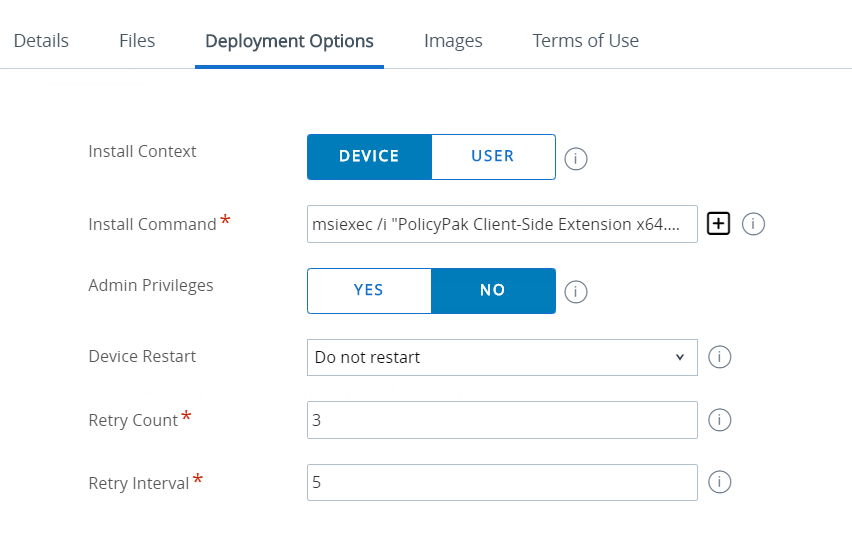 Details Files Deployment Options Images Terms of Use
Install Context DEVICE USER i
Install Command* msiexec /i "PolicyPak Client-Side Extension x64.... + i
Admin Privileges YES NO i
Device Restart Do not restart i
Retry Count* 3 i
Retry Interval* 5 i